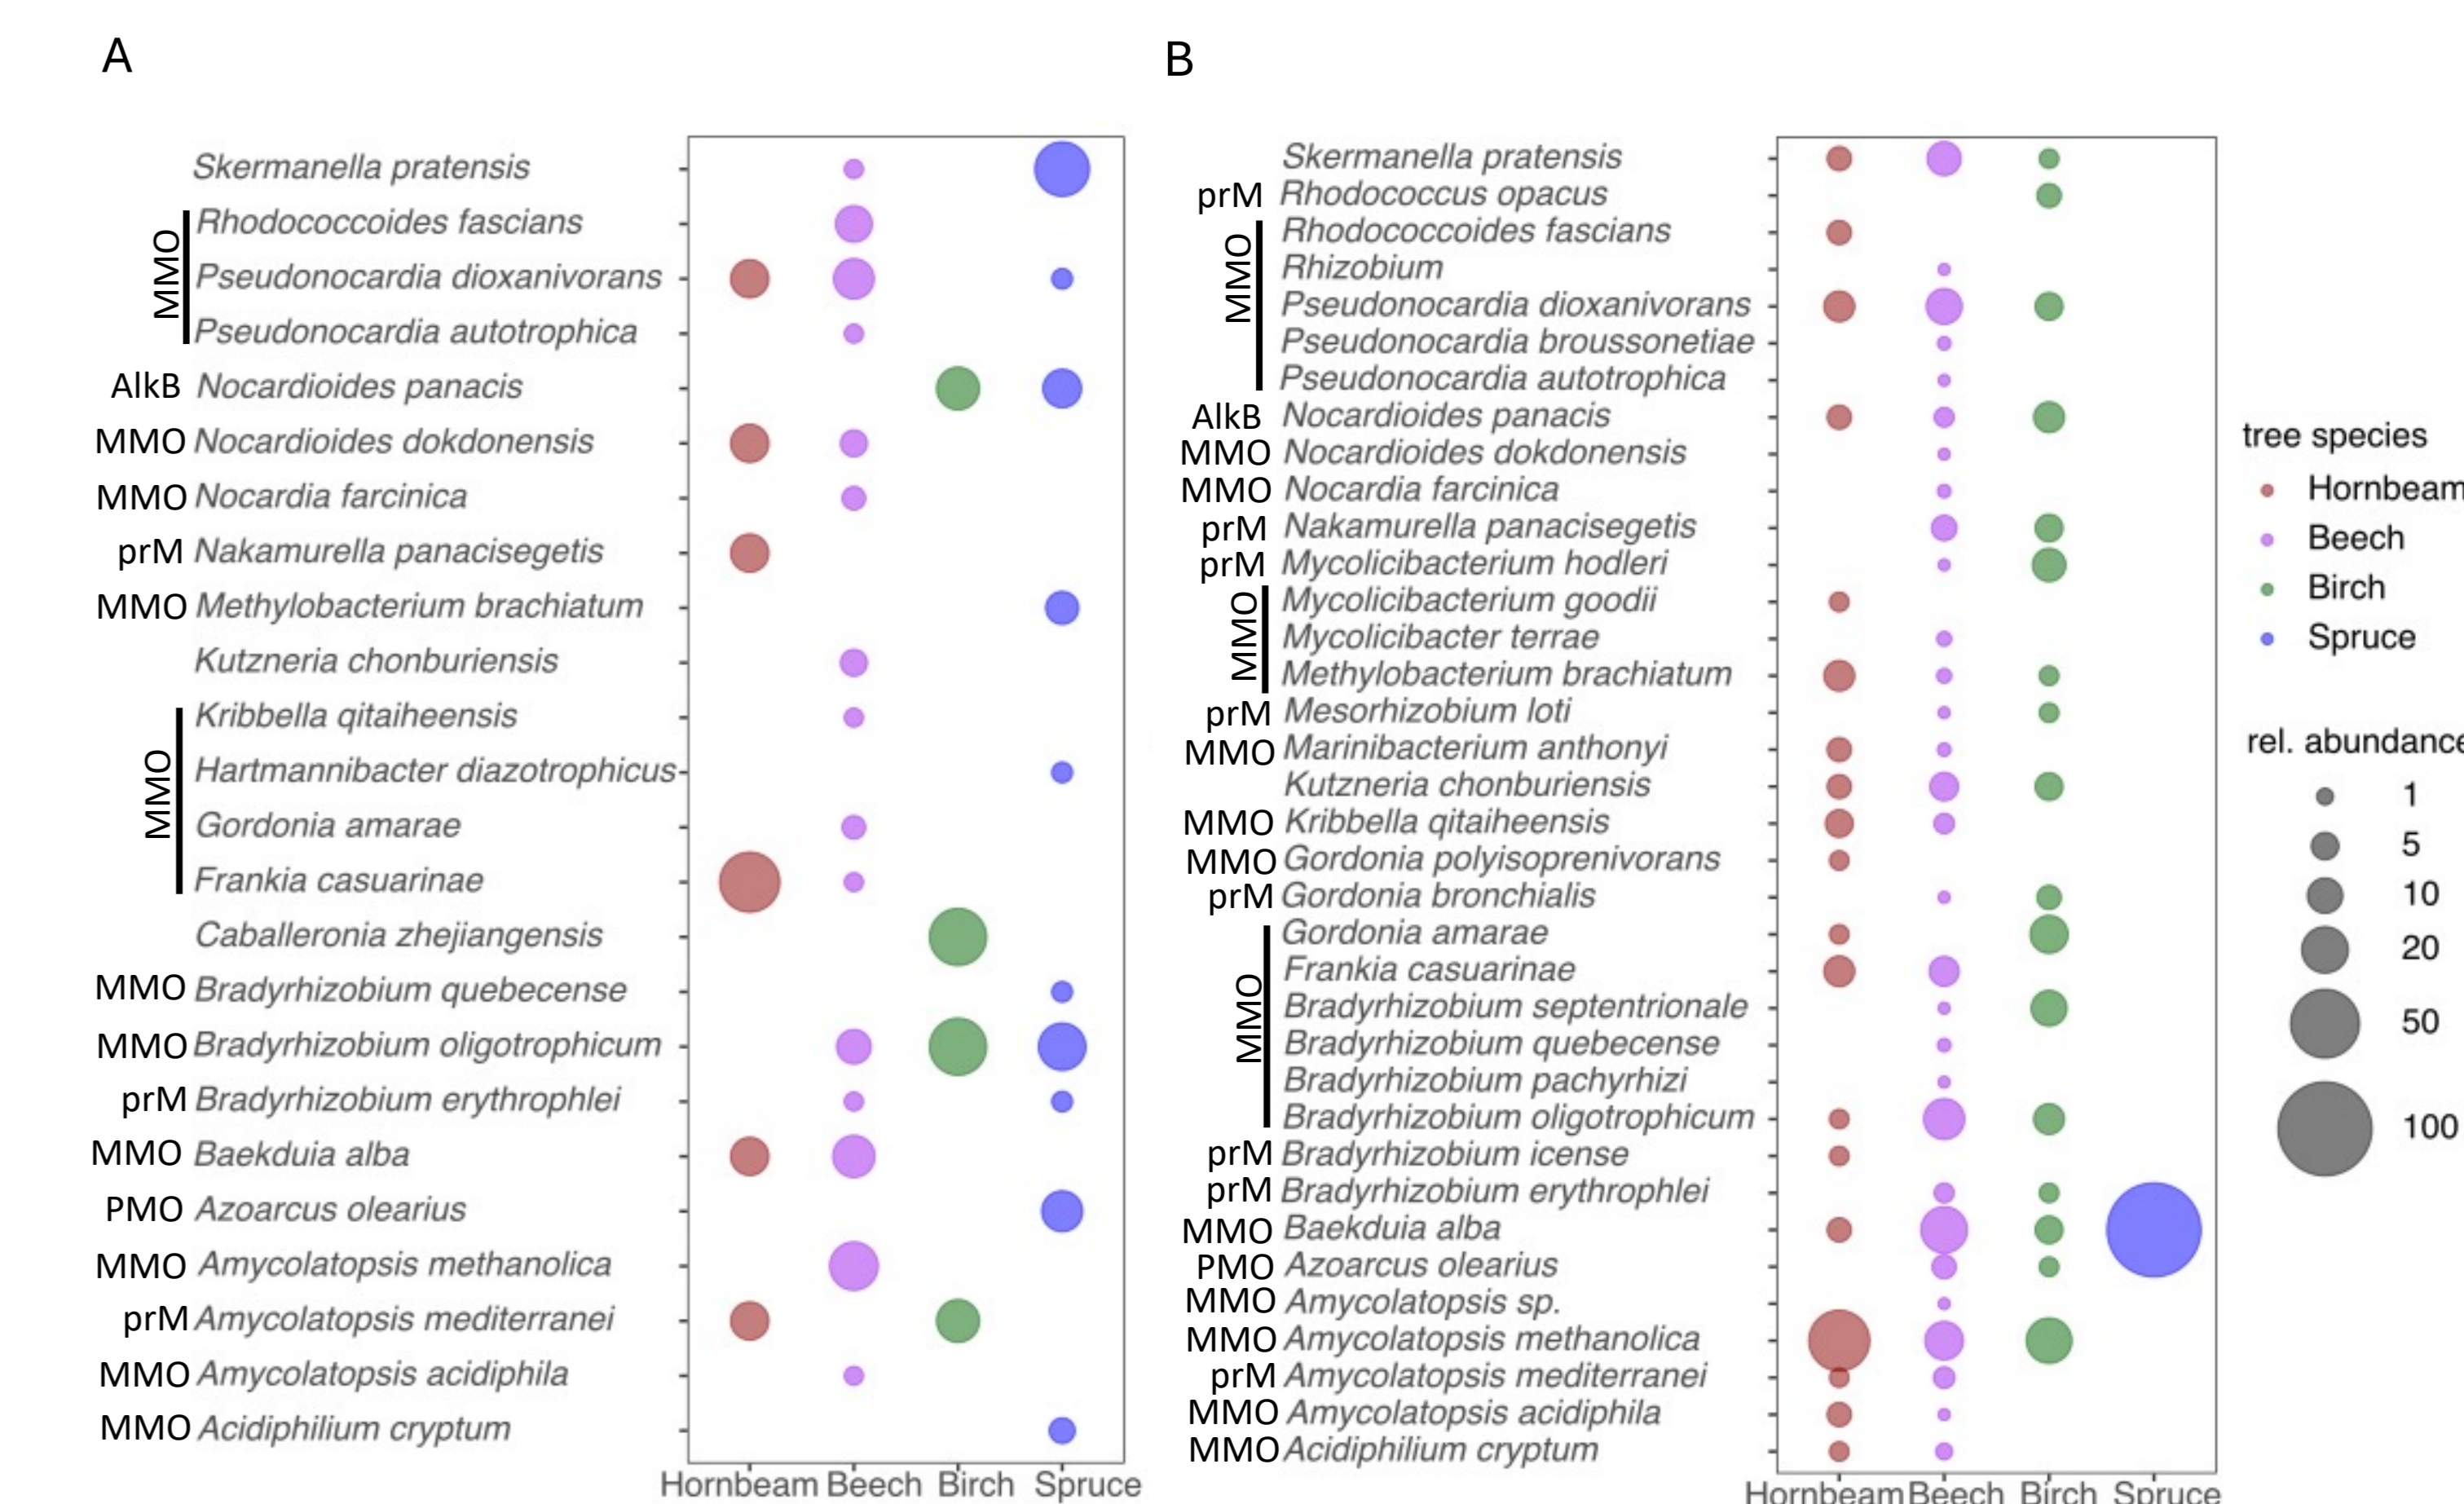 A
B
Skermanella pratensis
MMO
Rhodococcoides fascians
Pseudonocardia dioxanivorans
Pseudonocardia autotrophica
AlkB Nocardioides panacis
MMO Nocardioides dokdonensis
MMO Nocardia farcinica
prM Nakamurella panacisegetis
MMO Methylobacterium brachiatum
Kutzneria chonburiensis
MMO
Kribbella qitaiheensis
Hartmannibacter diazotrophicus
Gordonia amarae
Frankia casuarinae
Caballeronia zhejiangensis
MMO Bradyrhizobium quebecense
MMO Bradyrhizobium oligotrophicum
prM Bradyrhizobium erythrophlei
MMO Baekduia alba
PMO Azoarcus olearius
MMO Amycolatopsis methanolica
prM Amycolatopsis mediterranei
MMO Amycolatopsis acidiphila
MMO Acidiphilium cryptum
Hornbeam Beech Birch Spruce
Skermanella pratensis
prM Rhodococcus opacus
MMO
Rhodococcoides fascians
Rhizobium
Pseudonocardia dioxanivorans
Pseudonocardia broussonetiae
Pseudonocardia autotrophica
AlkB Nocardioides panacis
MMO Nocardioides dokdonensis
MMO Nocardia farcinica
prM Nakamurella panacisegetis
prM Mycolicibacterium hodleri
MMO
Mycolicibacterium goodii
Mycolicibacter terrae
Methylobacterium brachiatum
prM Mesorhizobium loti
MMO Marinibacterium anthonyi
Kutzneria chonburiensis
MMO Kribbella qitaiheensis
MMO Gordonia polyisoprenivorans
prM Gordonia bronchialis
MMO
Gordonia amarae
Frankia casuarinae
Bradyrhizobium septentrionale
Bradyrhizobium quebecense
Bradyrhizobium pachyrhizi
Bradyrhizobium oligotrophicum
prM Bradyrhizobium icense
prM Bradyrhizobium erythrophlei
MMO Baekduia alba
PMO Azoarcus olearius
MMO Amycolatopsis sp.
MMO Amycolatopsis methanolica
prM Amycolatopsis mediterranei
MMO Amycolatopsis acidiphila
MMO Acidiphilium cryptum
Hornbeam Beech Birch Spruce
tree species
Hornbeam
Beech
Birch
Spruce
rel. abundance
1
5
10
20
50
100